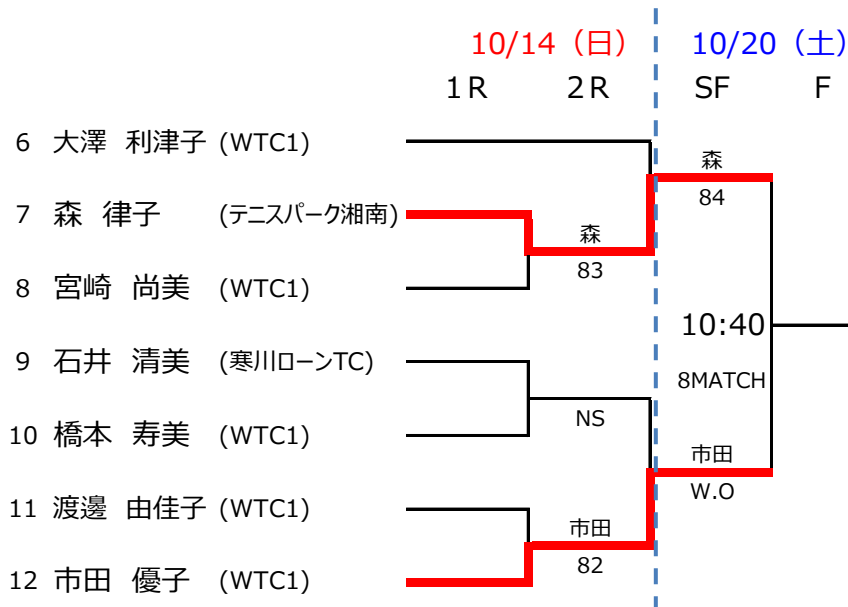 10/14（日） 10/20（土）
1R 2R SF F
6 大澤 利津子 (WTC1)
森
84
7 森 律子 (テニスパーク湘南)
森
83
8 宮崎 尚美 (WTC1)
10:40
9 石井 清美 (寒川ローンTC)
8MATCH
NS
10 橋本 寿美 (WTC1)
市田
W.O
11 渡邊 由佳子 (WTC1)
市田
82
12 市田 優子 (WTC1)